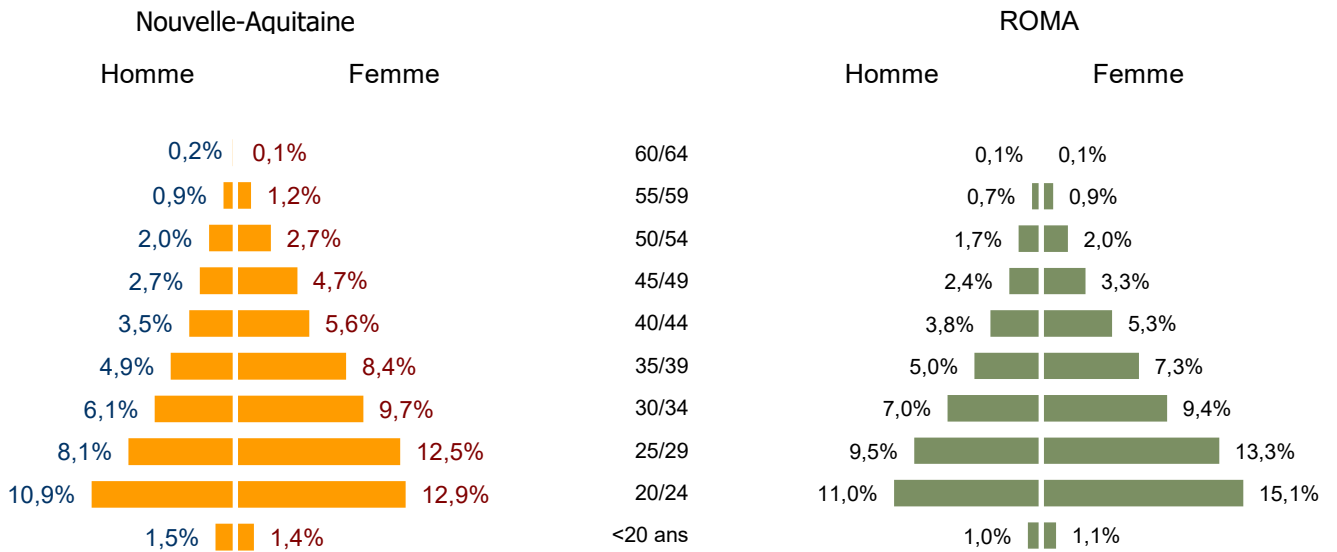 Nouvelle-Aquitaine ROMA
Homme Femme Homme Femme
0,2% 0,1% 60/64 0,1% 0,1%
0,9% 1,2% 55/59 0,7% 0,9%
2,0% 2,7% 50/54 1,7% 2,0%
2,7% 4,7% 45/49 2,4% 3,3%
3,5% 5,6% 40/44 3,8% 5,3%
4,9% 8,4% 35/39 5,0% 7,3%
6,1% 9,7% 30/34 7,0% 9,4%
8,1% 12,5% 25/29 9,5% 13,3%
10,9% 12,9% 20/24 11,0% 15,1%
1,5% 1,4% <20 ans 1,0% 1,1%